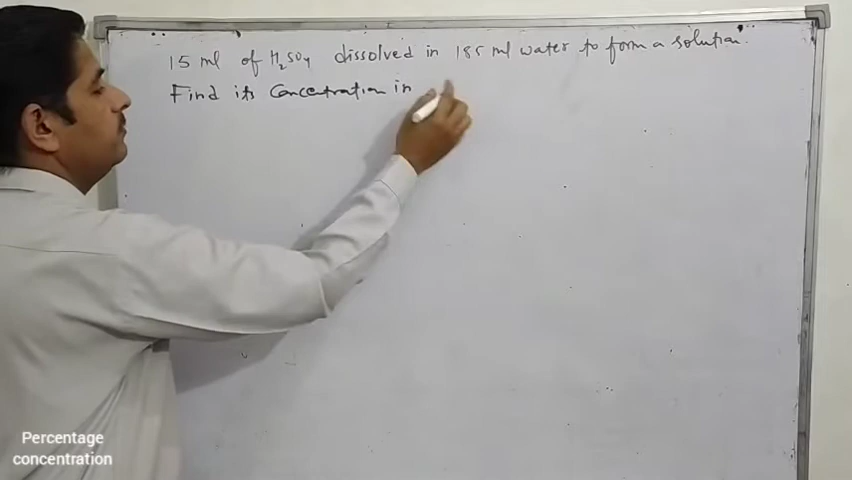 15 ml of H₂SO₄ dissolved in 185 ml water to form a solution.
Find its Concentration in
Percentage
concentration